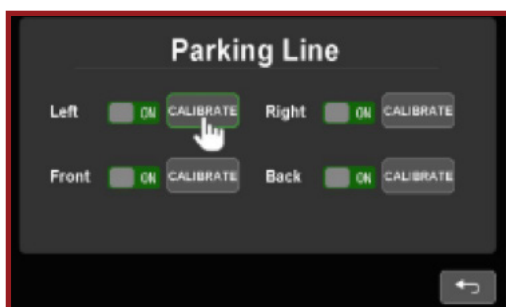 Parking Line
Left ON CALIBRATE Right ON CALIBRATE
Front ON CALIBRATE Back ON CALIBRATE